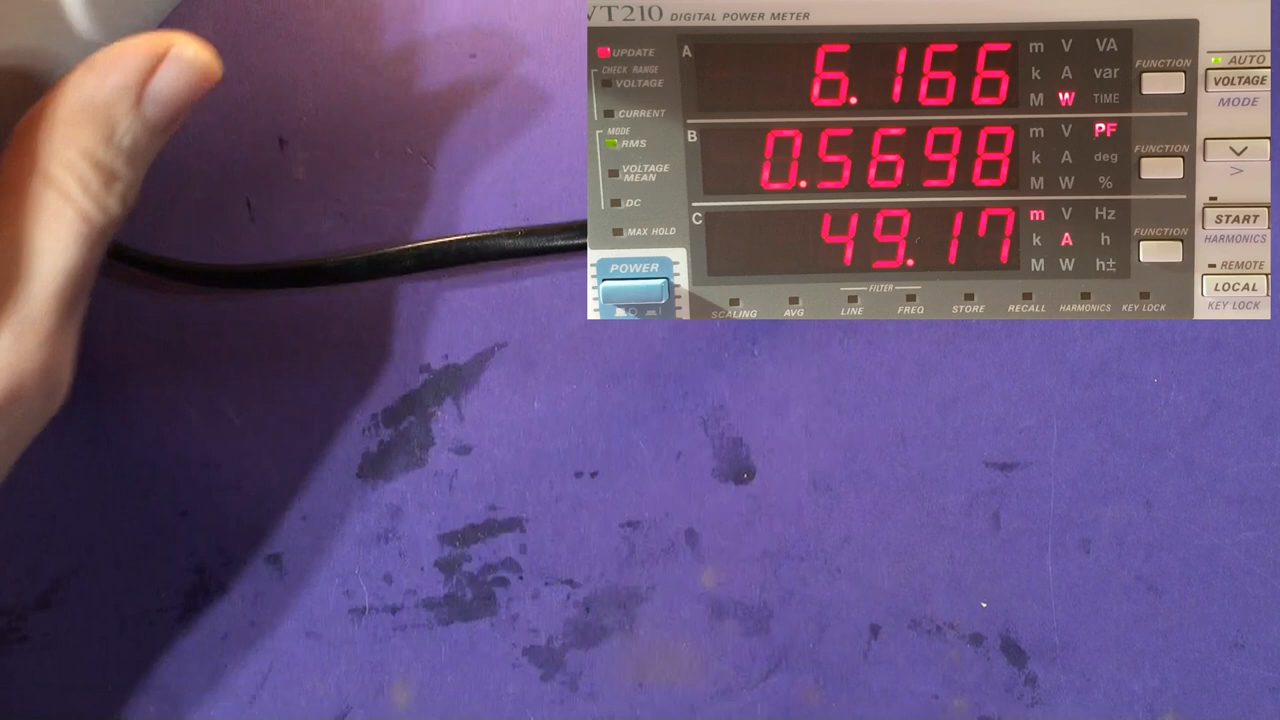 WT210 DIGITAL POWER METER
UPDATE
CHECK RANGE
VOLTAGE
CURRENT
MODE
RMS
VOLTAGE
MEAN
DC
MAX HOLD
POWER
A 6.166
m V VA
k A var
M W TIME
FUNCTION
B 0.5698
m V PF
k A deg
M W %
FUNCTION
C 49.17
m V Hz
k A h
M W h±
FUNCTION
FILTER
SCALING AVG LINE FREQ STORE RECALL HARMONICS KEY LOCK
AUTO
VOLTAGE
MODE
>
START
HARMONICS
REMOTE
LOCAL
KEY LOCK